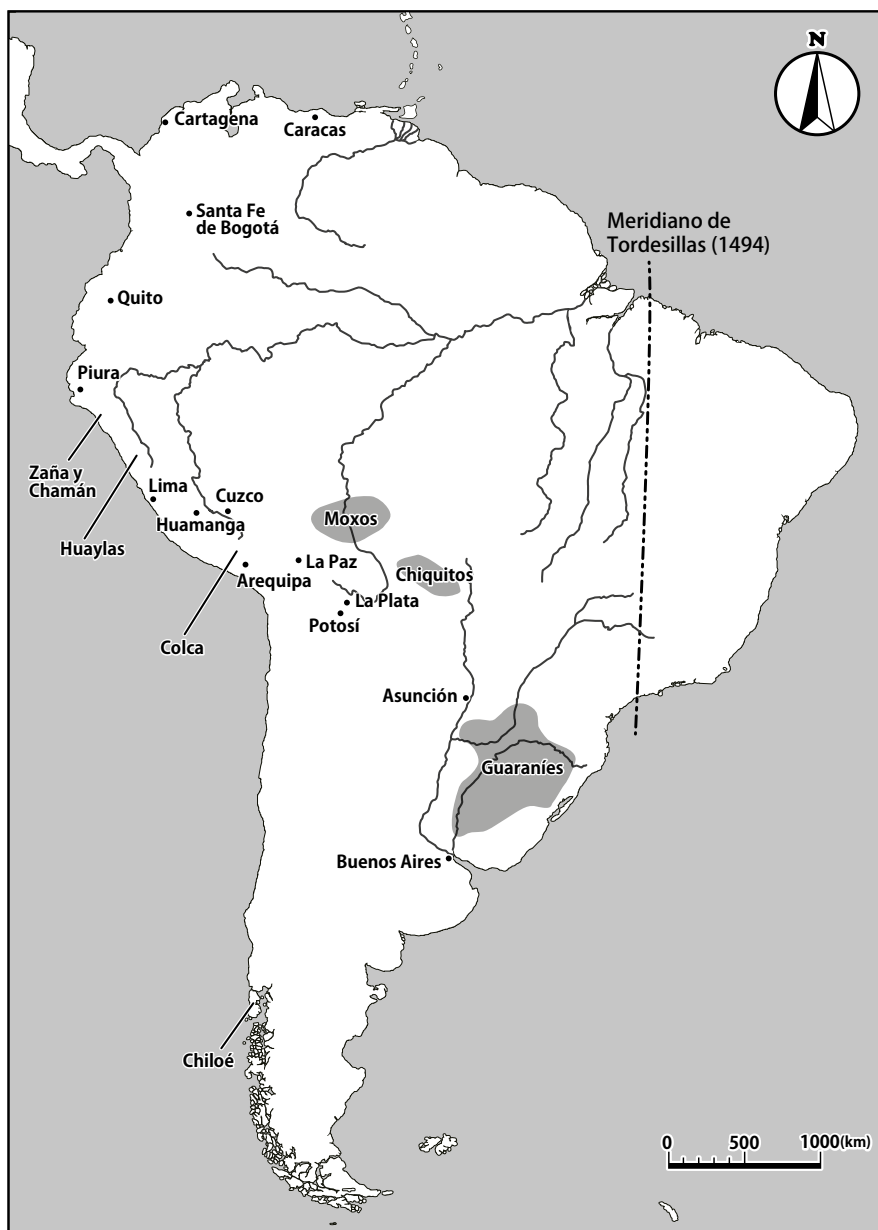 N
Cartagena
Caracas
Santa Fe
de Bogotá
Meridiano de
Tordesillas (1494)
Quito
Piura
Zaña y
Chamán
Lima
Cuzco
Huamanga
Moxos
Huaylas
La Paz
Chiquitos
Arequipa
La Plata
Potosí
Colca
Asunción
Guaraníes
Buenos Aires
Chiloé
0 500 1000(km)